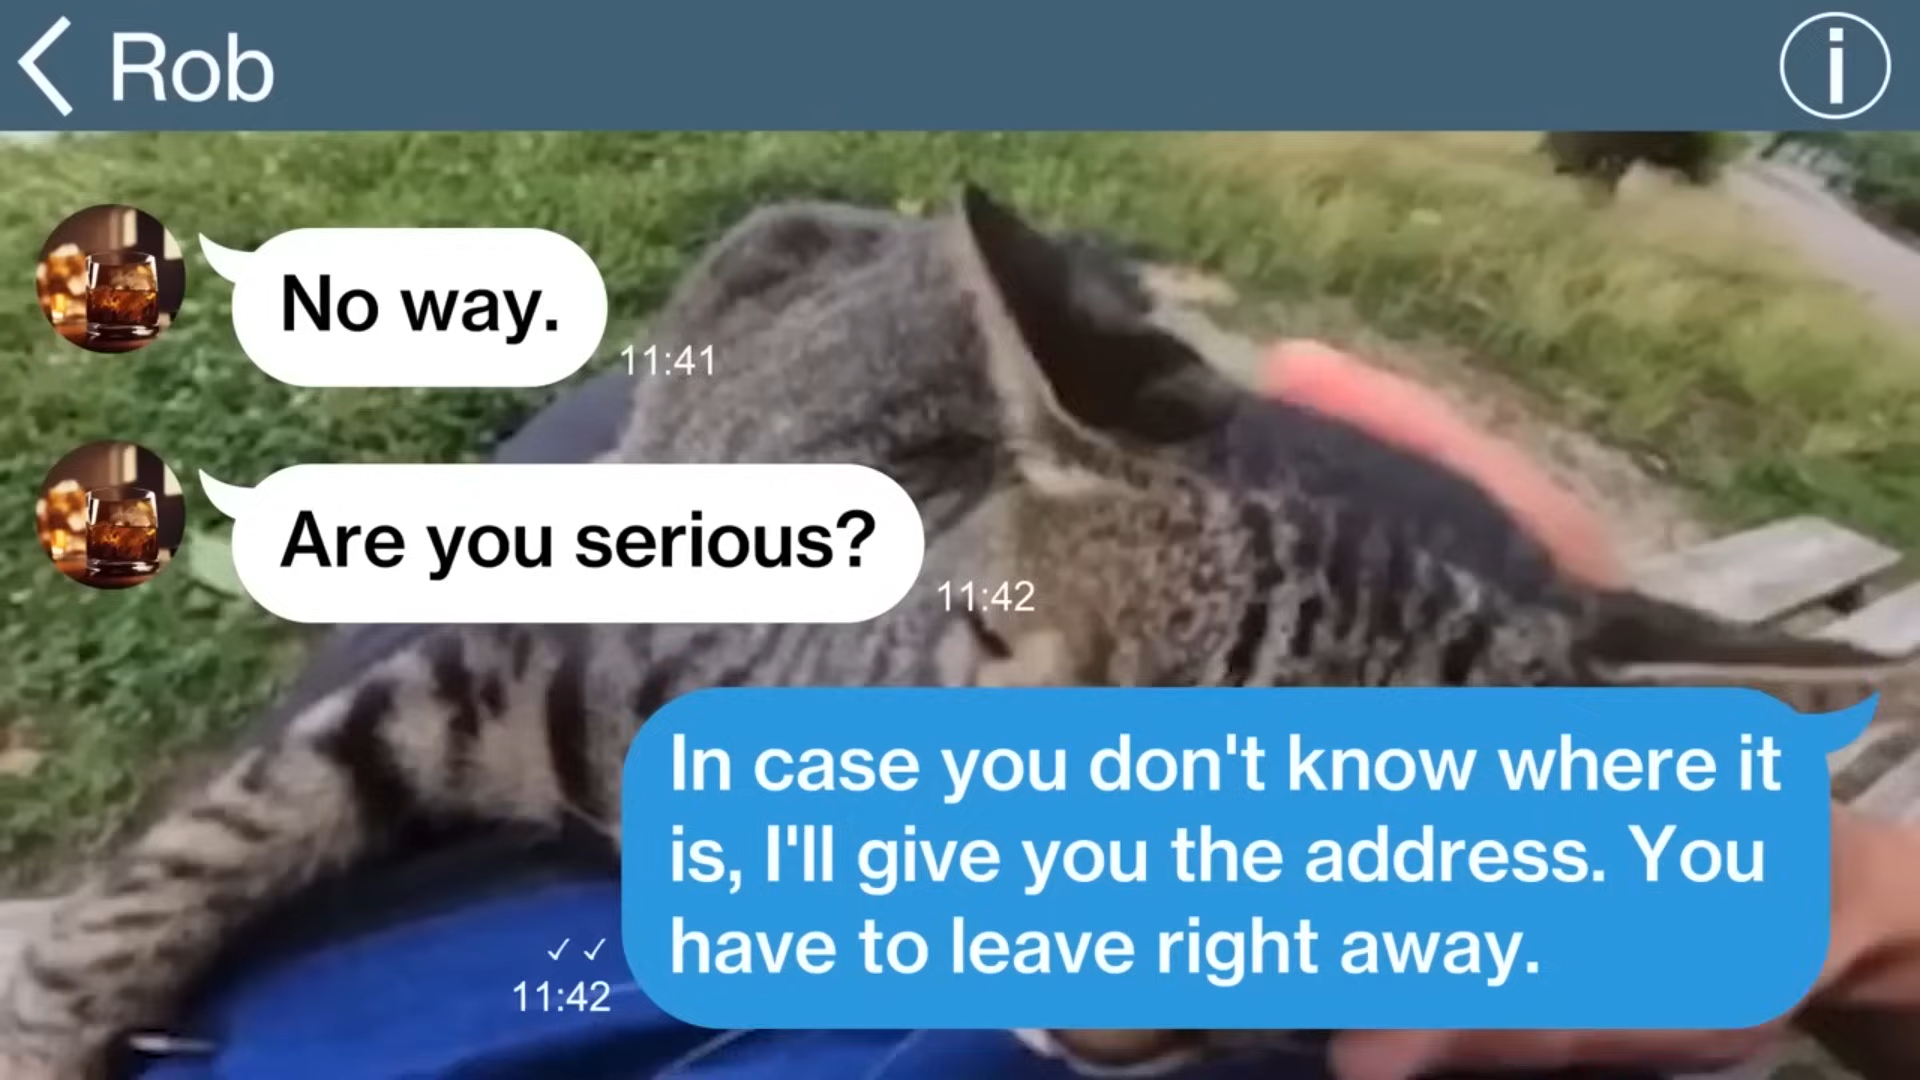 Rob
No way.
11:41
Are you serious?
11:42
In case you don't know where it
is, I'll give you the address. You
have to leave right away.
✓✓
11:42